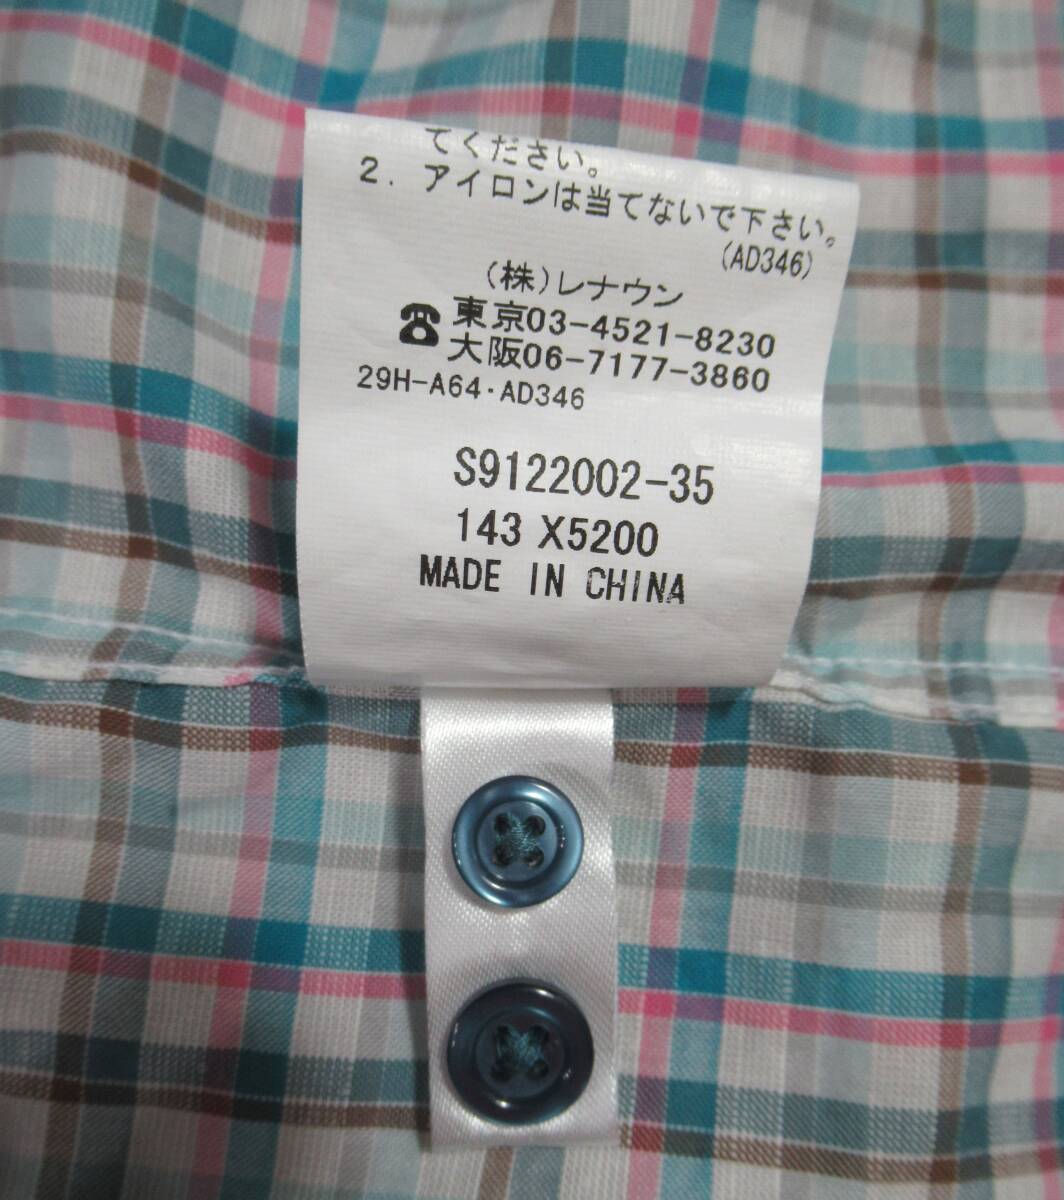 てください。
2. アイロンは当てないで下さい。
(AD346)
(株)レナウン
☎東京03-4521-8230
大阪06-7177-3860
29H-A64・AD346
S9122002-35
143 X5200
MADE IN CHINA